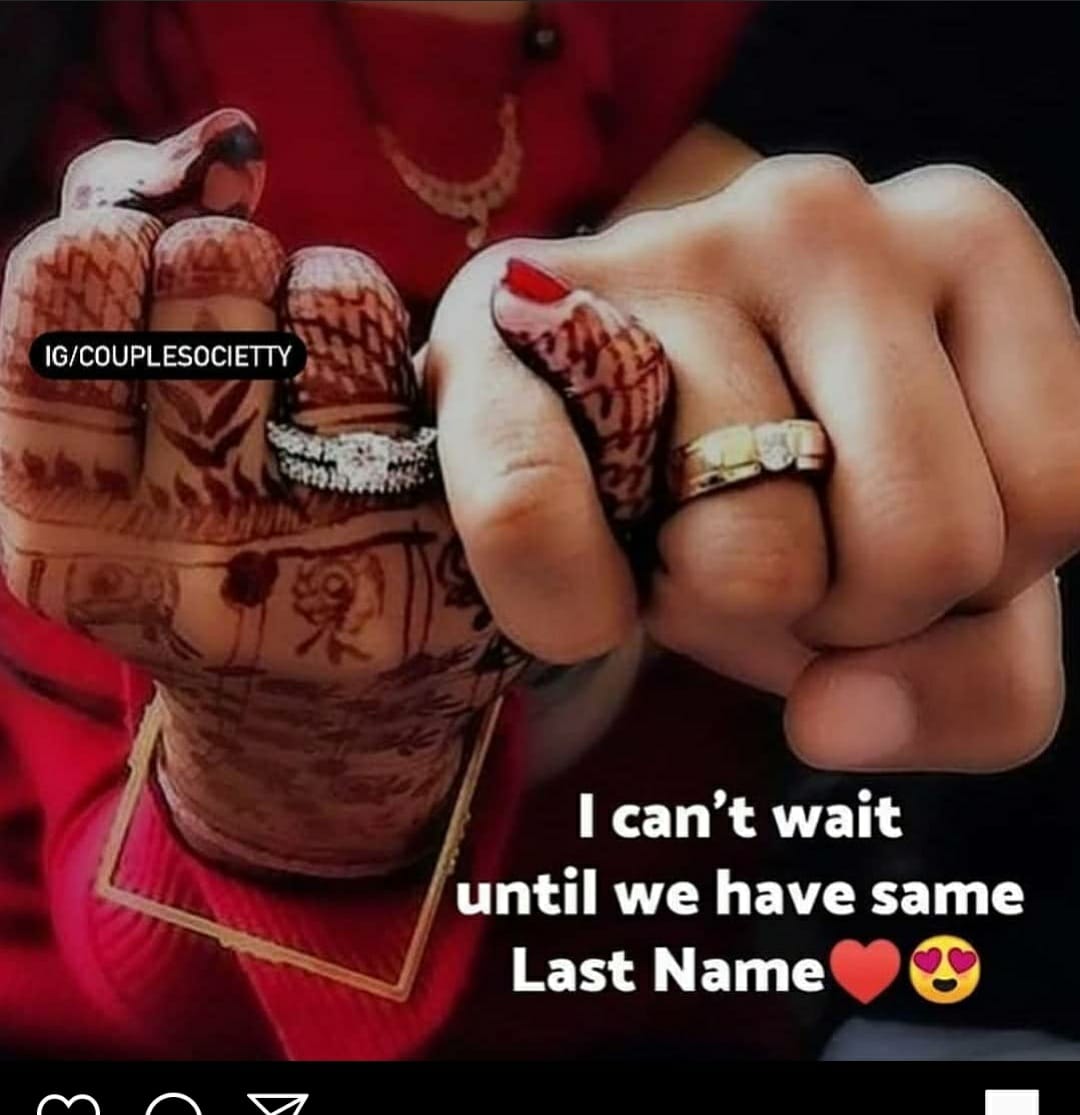 IG/COUPLESOCIETTY
I can't wait
until we have same
Last Name❤️😍